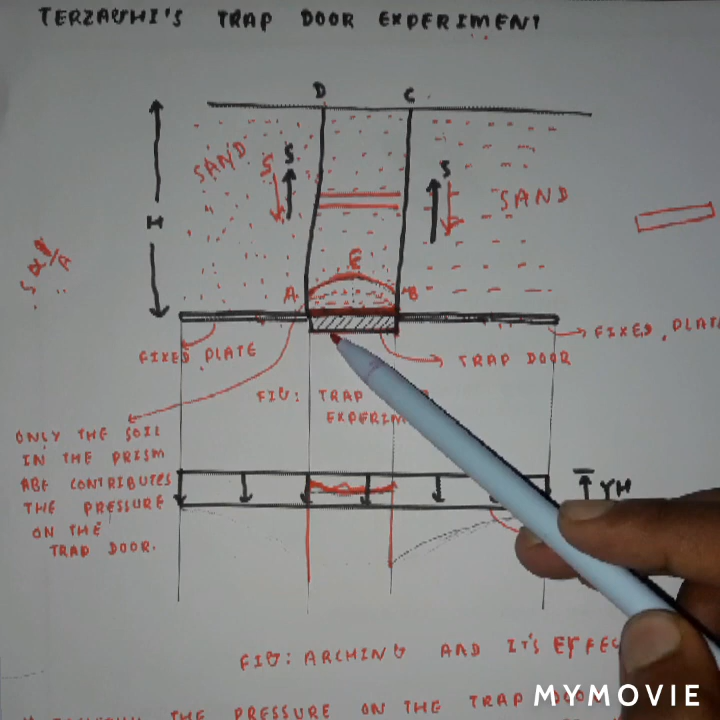 TERZAGHI'S TRAP DOOR EXPERIMENT
D C
SAND S S S SAND
H
E
A B
FIXED PLATE TRAP DOOR FIXED PLATE
FIG: TRAP
EXPERIM
ONLY THE SOIL
IN THE PRISM
ABE CONTRIBUTES
THE PRESSURE
ON THE
TRAP DOOR.
γH
FIG: ARCHING AND IT'S EFFEC
THE PRESSURE ON THE TRAP DOOR
MYMOVIE